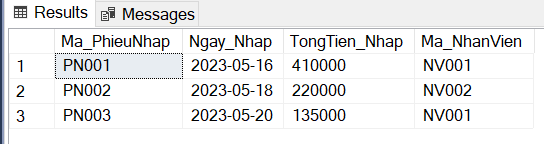 Results Messages
Ma_PhieuNhap Ngay_Nhap TongTien_Nhap Ma_NhanVien
1 PN001 2023-05-16 410000 NV001
2 PN002 2023-05-18 220000 NV002
3 PN003 2023-05-20 135000 NV001